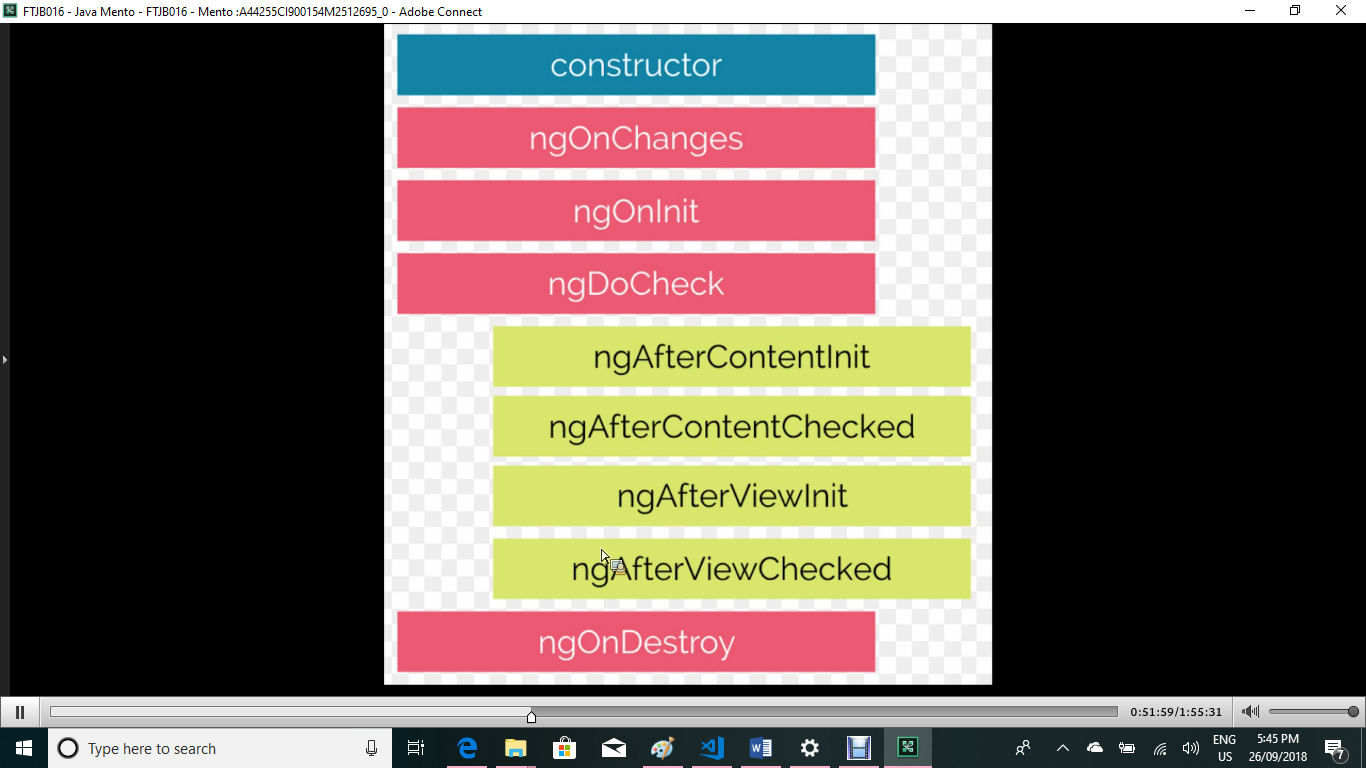 FTJB016 - Java Mento - FTJB016 - Mento :A44255CI900154M2512695_0 - Adobe Connect
constructor
ngOnChanges
ngOnInit
ngDoCheck
ngAfterContentInit
ngAfterContentChecked
ngAfterViewInit
ngAfterViewChecked
ngOnDestroy
0:51:59/1:55:31
Type here to search
ENG
US
5:45 PM
26/09/2018
7